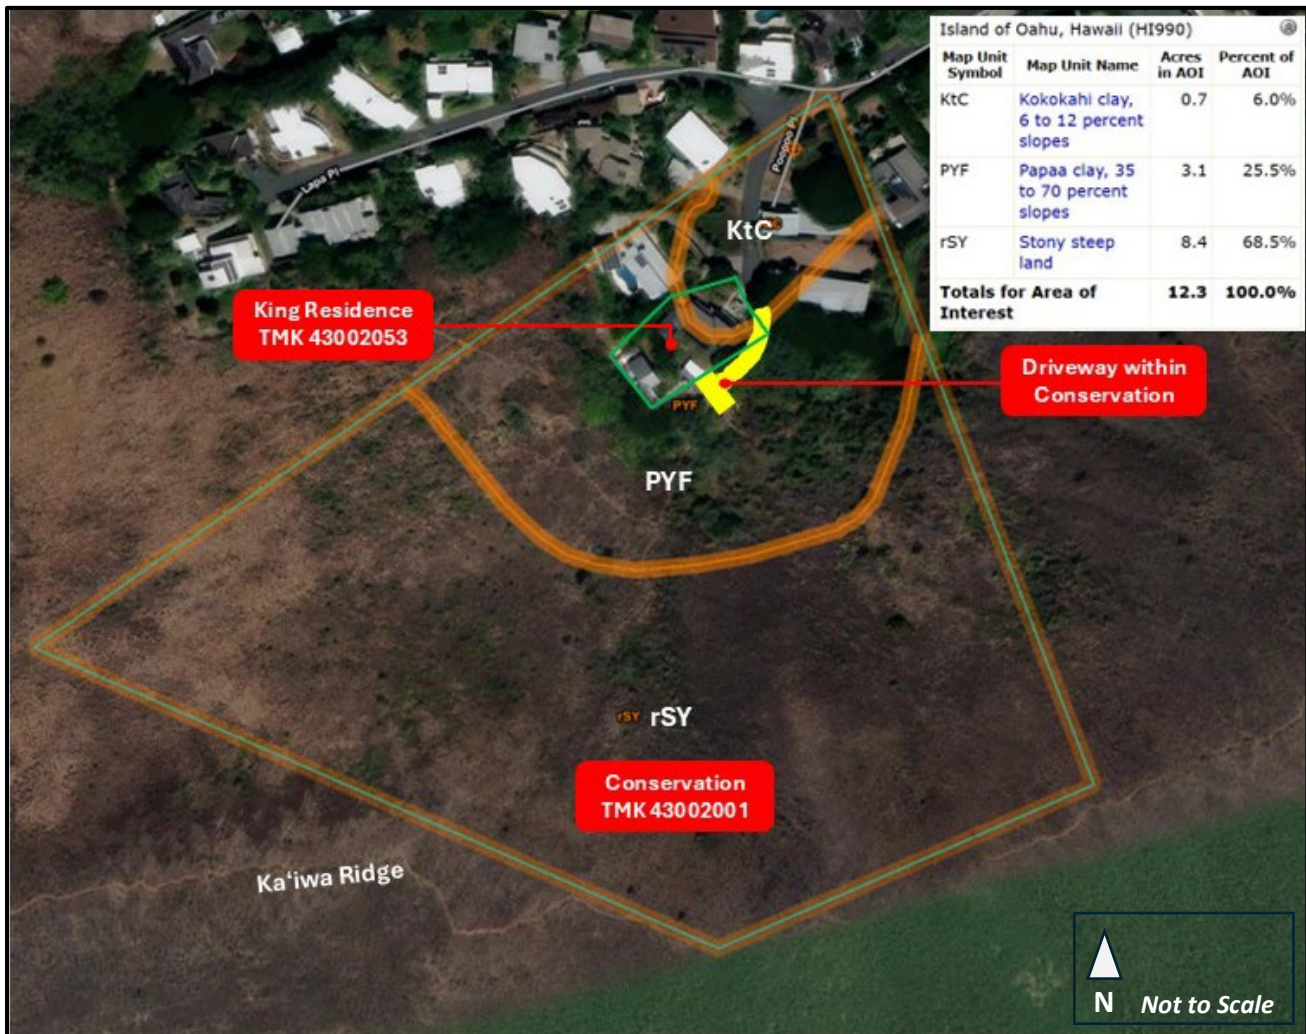 Island of Oahu, Hawaii (HI990)
Map Unit Symbol Map Unit Name Acres in AOI Percent of AOI
KtC Kokokahi clay, 6 to 12 percent slopes 0.7 6.0%
PYF Papaa clay, 35 to 70 percent slopes 3.1 25.5%
rSY Stony steep land 8.4 68.5%
Totals for Area of Interest 12.3 100.0%
Lapa Pl
KtC
King Residence
TMK 43002053
Driveway within
Conservation
PYF
PYF
rSY
rSY
Conservation
TMK 43002001
Kaʻiwa Ridge
N
Not to Scale